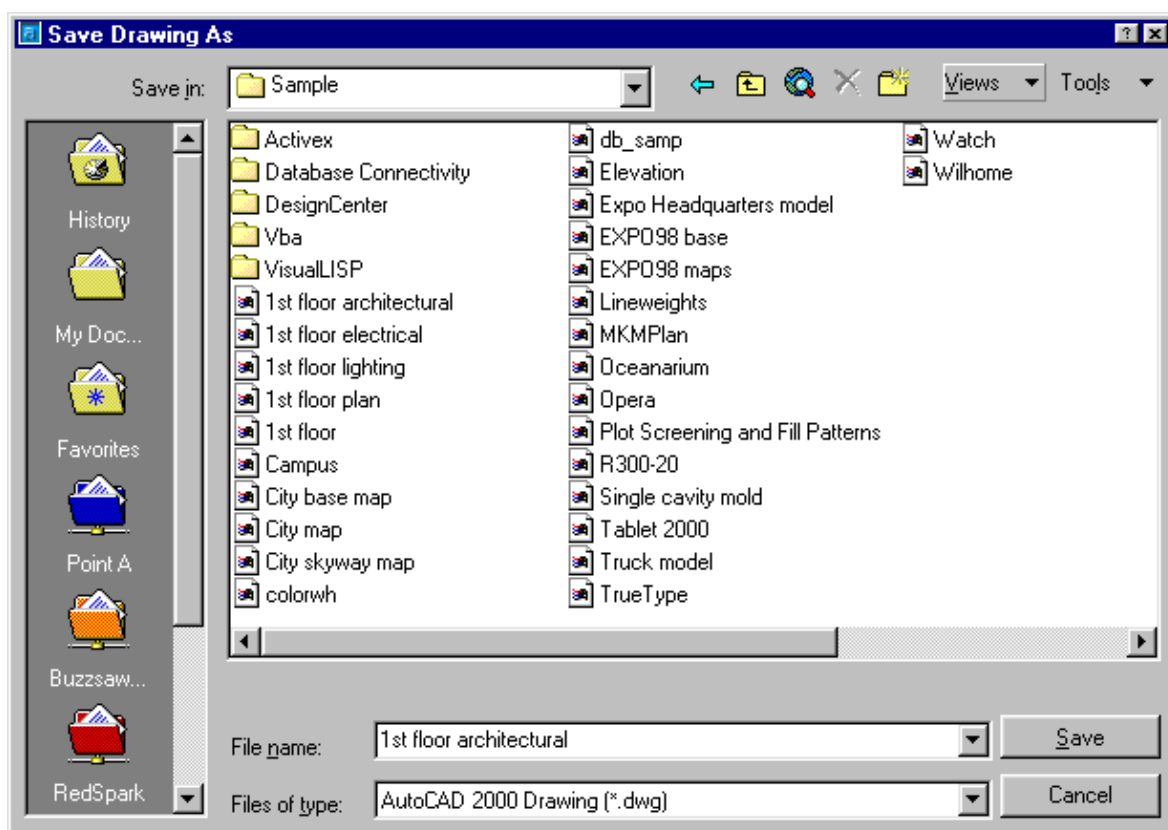 Save Drawing As
Save in: Sample Views Tools
History
My Doc...
Favorites
Point A
Buzzsaw...
RedSpark
Activex
Database Connectivity
DesignCenter
Vba
VisualLISP
1st floor architectural
1st floor electrical
1st floor lighting
1st floor plan
1st floor
Campus
City base map
City map
City skyway map
colorwh
db_samp
Elevation
Expo Headquarters model
EXPO98 base
EXPO98 maps
Lineweights
MKMPlan
Oceanarium
Opera
Plot Screening and Fill Patterns
R300-20
Single cavity mold
Tablet 2000
Truck model
TrueType
Watch
Wilhome
File name: 1st floor architectural Save
Files of type: AutoCAD 2000 Drawing (*.dwg) Cancel